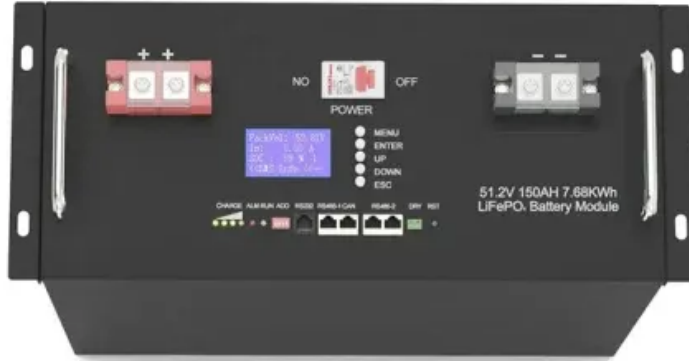 + +
− −
NO
OFF
POWER
MENU
ENTER
UP
DOWN
ESC
51.2V 150AH 7.68KWh
LiFePO₄ Battery Module
CHARGE ALM RUN ADD RS232 RS485-1 CAN RS485-2 DRY RST